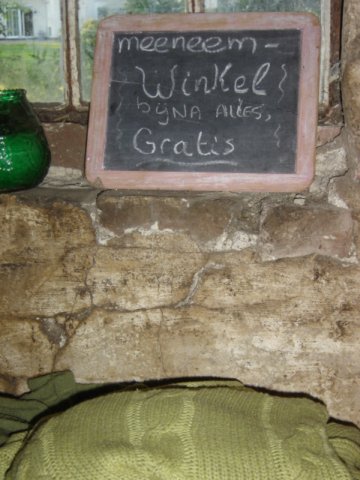 meeneem-
Winkel
bijNA Alles,
Gratis